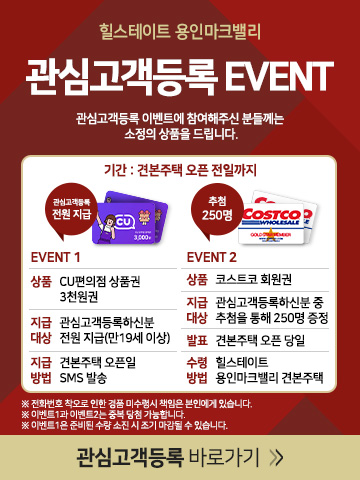 힐스테이트 용인마크밸리
관심고객등록 EVENT
관심고객등록 이벤트에 참여해주신 분들께는
소정의 상품을 드립니다.
기간 : 견본주택 오픈 전일까지
관심고객등록
전원 지급
CU
3,000원
추첨
250명
COSTCO
WHOLESALE
GOLD STAR MEMBER
EVENT 1
상품 CU편의점 상품권
3천원권
지급 관심고객등록하신분
대상 전원 지급(만19세 이상)
지급 견본주택 오픈일
방법 SMS 발송
EVENT 2
상품 코스트코 회원권
지급 관심고객등록하신분 중
대상 추첨을 통해 250명 증정
발표 견본주택 오픈 당일
수령 힐스테이트
방법 용인마크밸리 견본주택
※ 전화번호 착오로 인한 경품 미수령시 책임은 본인에게 있습니다.
※ 이벤트1과 이벤트2는 중복 당첨 가능합니다.
※ 이벤트1은 준비된 수량 소진 시 조기 마감될 수 있습니다.
관심고객등록 바로가기 »